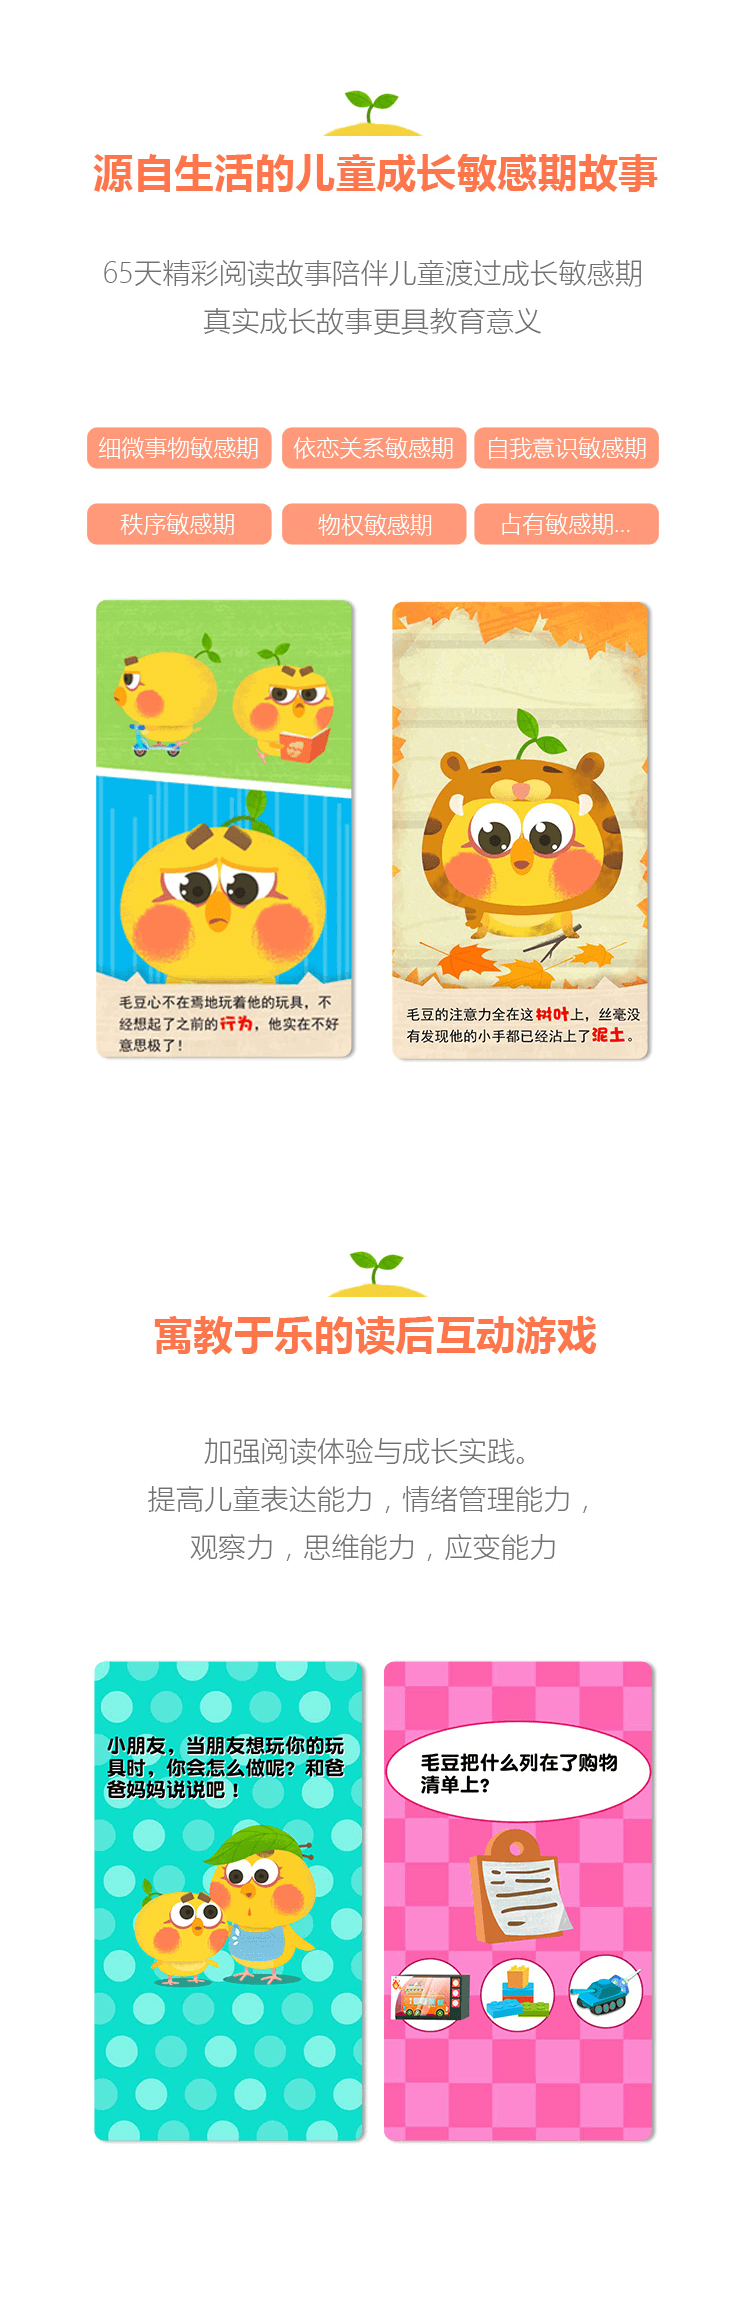 源自生活的儿童成长敏感期故事
65天精彩阅读故事陪伴儿童渡过成长敏感期
真实成长故事更具教育意义
细微事物敏感期 依恋关系敏感期 自我意识敏感期
秩序敏感期 物权敏感期 占有敏感期...
毛豆心不在焉地玩着他的玩具，不
经想起了之前的行为，他实在不好
意思极了！
毛豆的注意力全在这树叶上，丝毫没
有发现他的小手都已经沾上了泥土。
寓教于乐的读后互动游戏
加强阅读体验与成长实践。
提高儿童表达能力，情绪管理能力，
观察力，思维能力，应变能力
小朋友，当朋友想玩你的玩
具时，你会怎么做呢？和爸
爸妈妈说说吧！
毛豆把什么列在了购物
清单上？